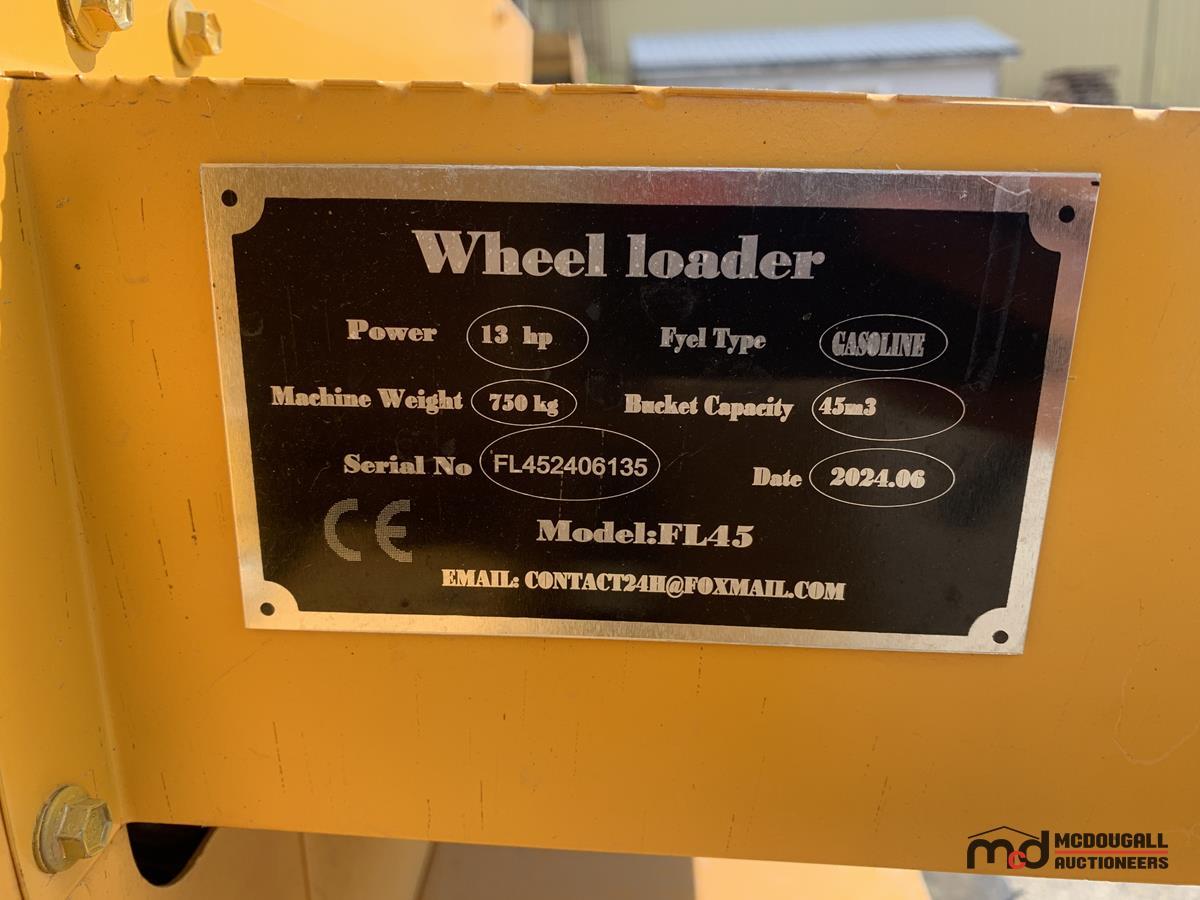 Wheel loader
Power 13 hp Fyel Type GASOLINE
Machine Weight 750 kg Bucket Capacity 45m3
Serial No FL452406135 Date 2024.06
CE
Model:FL45
EMAIL: CONTACT24H@FOXMAIL.COM
mcd MCDOUGALL
AUCTIONEERS